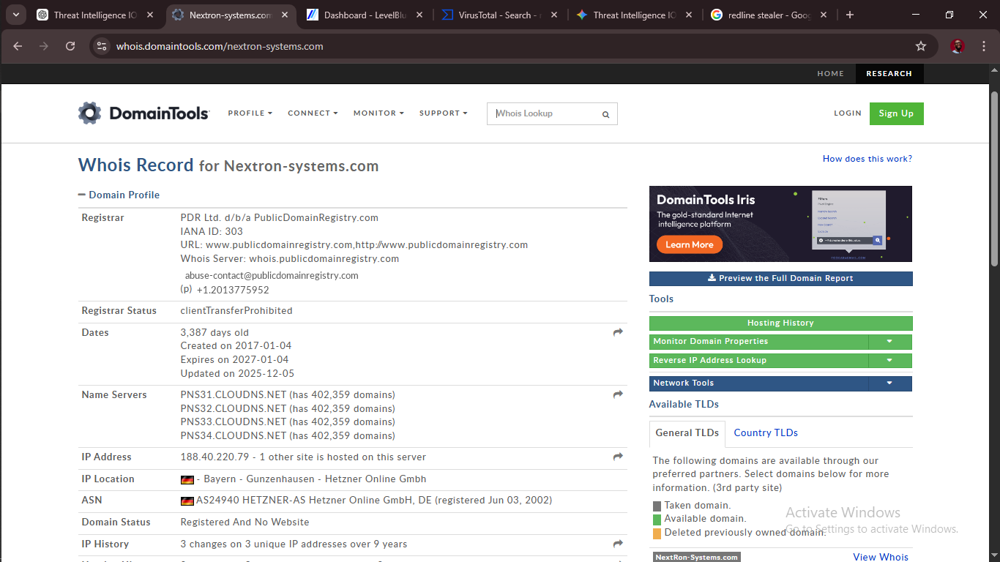 Threat Intelligence IO
Nextron-systems.com
Dashboard - LevelBlu
VirusTotal - Search -
Threat Intelligence IO
redline stealer - Goog
whois.domaintools.com/nextron-systems.com
HOME
RESEARCH
DomainTools
PROFILE
CONNECT
MONITOR
SUPPORT
Whois Lookup
LOGIN
Sign Up
Whois Record for Nextron-systems.com
How does this work?
Domain Profile
Registrar
PDR Ltd. d/b/a PublicDomainRegistry.com
IANA ID: 303
URL: www.publicdomainregistry.com,http://www.publicdomainregistry.com
Whois Server: whois.publicdomainregistry.com
abuse-contact@publicdomainregistry.com
(p) +1.2013775952
Registrar Status
clientTransferProhibited
Dates
3,387 days old
Created on 2017-01-04
Expires on 2027-01-04
Updated on 2025-12-05
Name Servers
PNS31.CLOUDNS.NET (has 402,359 domains)
PNS32.CLOUDNS.NET (has 402,359 domains)
PNS33.CLOUDNS.NET (has 402,359 domains)
PNS34.CLOUDNS.NET (has 402,359 domains)
IP Address
188.40.220.79 - 1 other site is hosted on this server
IP Location
- Bayern - Gunzenhausen - Hetzner Online Gmbh
ASN
AS24940 HETZNER-AS Hetzner Online GmbH, DE (registered Jun 03, 2002)
Domain Status
Registered And No Website
IP History
3 changes on 3 unique IP addresses over 9 years
DomainTools Iris
The gold-standard Internet
intelligence platform
Learn More
Preview the Full Domain Report
Tools
Hosting History
Monitor Domain Properties
Reverse IP Address Lookup
Network Tools
Available TLDs
General TLDs
Country TLDs
The following domains are available through our
preferred partners. Select domains below for more
information. (3rd party site)
Taken domain.
Available domain.
Deleted previously owned domain.
NextRon-Systems.com
View Whois
Activate Windows
Go to Settings to activate Windows.